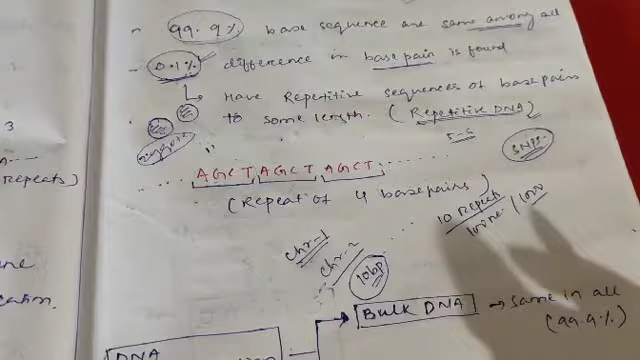 99.9% base sequence are same among all
0.1% difference in base pair is found
Have Repetitive sequences of base pairs
to some length. (Repetitive DNA)
5-6
SNPs
3
A....
repeats)
..... AGCT AGCT AGCT ........
(Repeat of 4 base pairs)
10 Repeats
chr-1
chr-2
10bp
Bulk DNA → same in all
(99.9%)
DNA